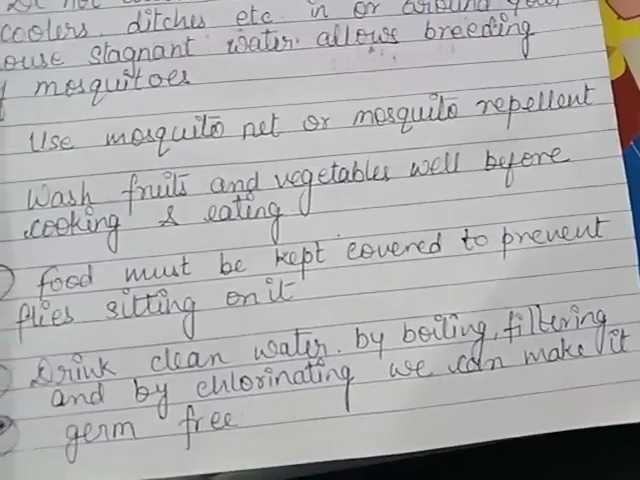 coolers, ditches etc. in or around your
ouse stagnant water. allows breeding
f mosquitoes
Use mosquito net or mosquito repellent
Wash fruits and vegetables well before
cooking & eating
food must be kept covered to prevent
flies sitting on it
Drink clean water. by boiling, filtering
and by chlorinating we can make it
germ free